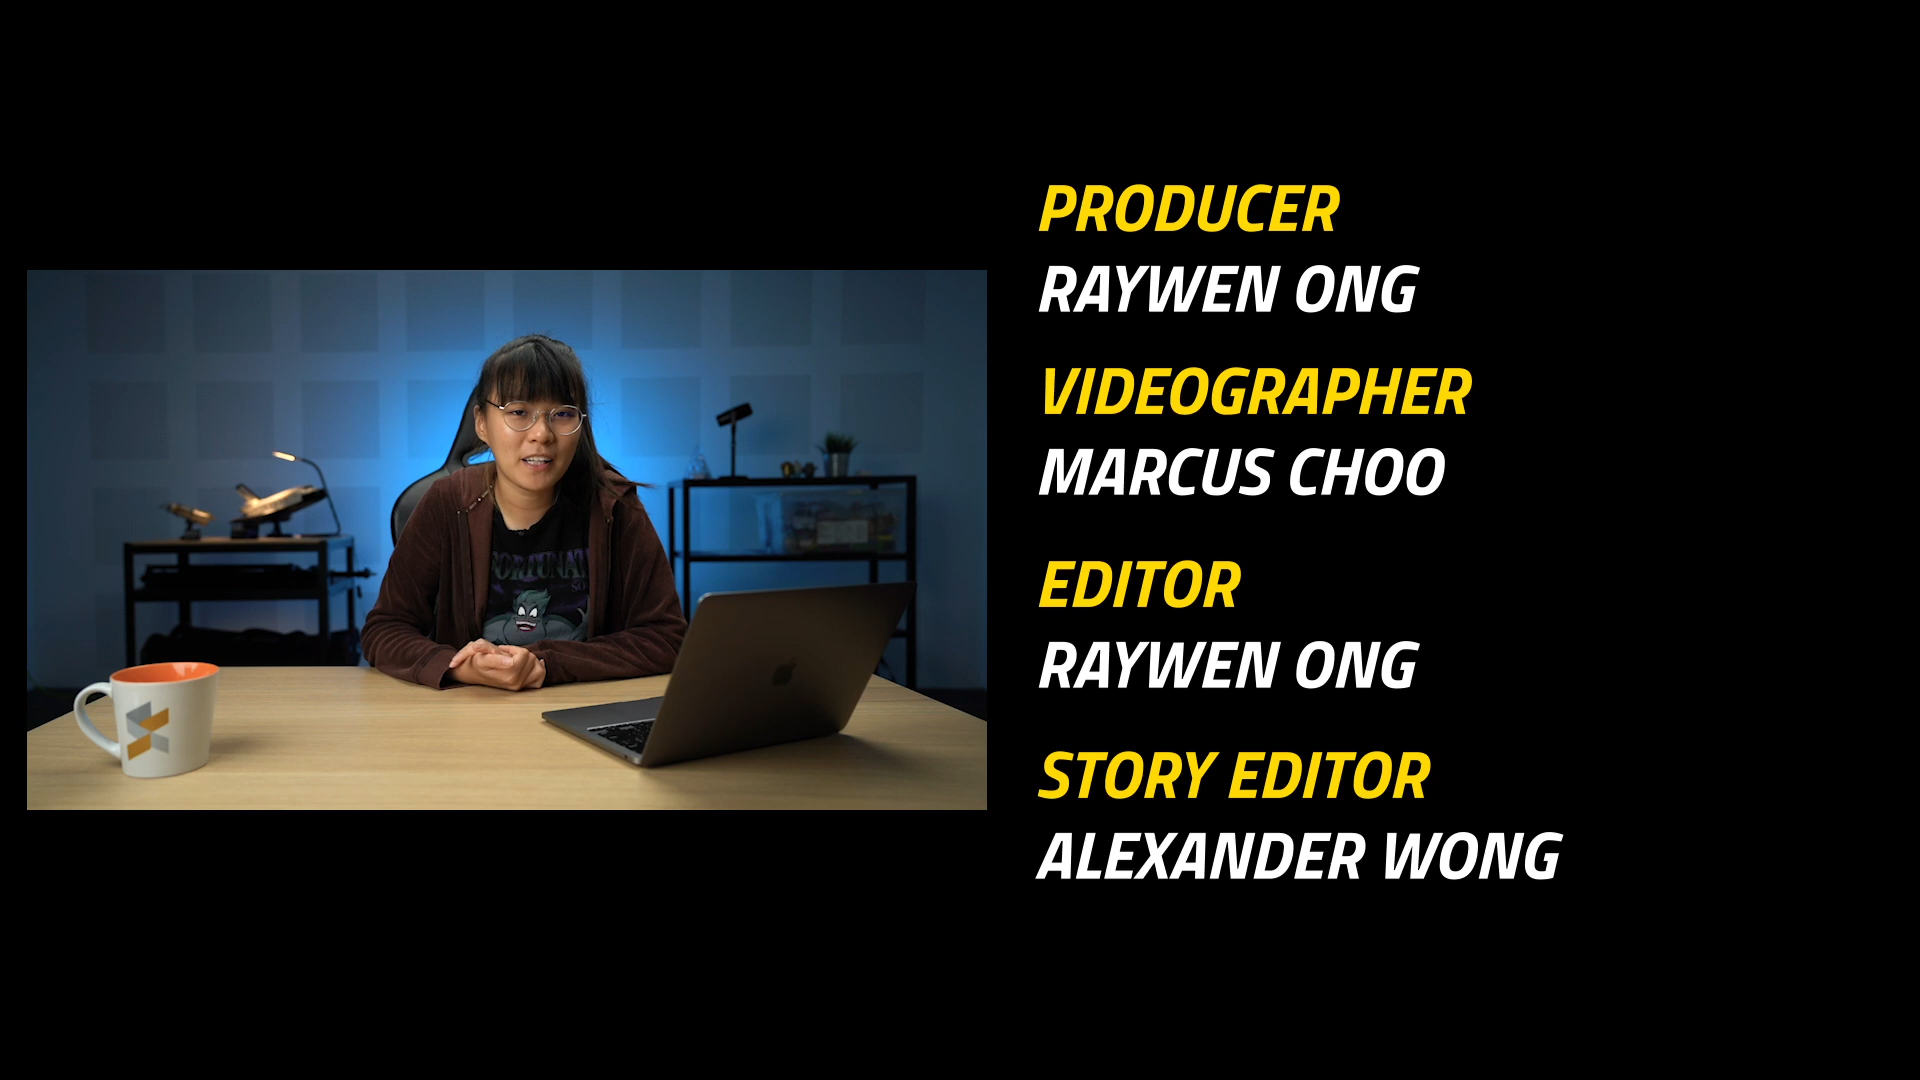 PRODUCER
RAYWEN ONG
VIDEOGRAPHER
MARCUS CHOO
EDITOR
RAYWEN ONG
STORY EDITOR
ALEXANDER WONG